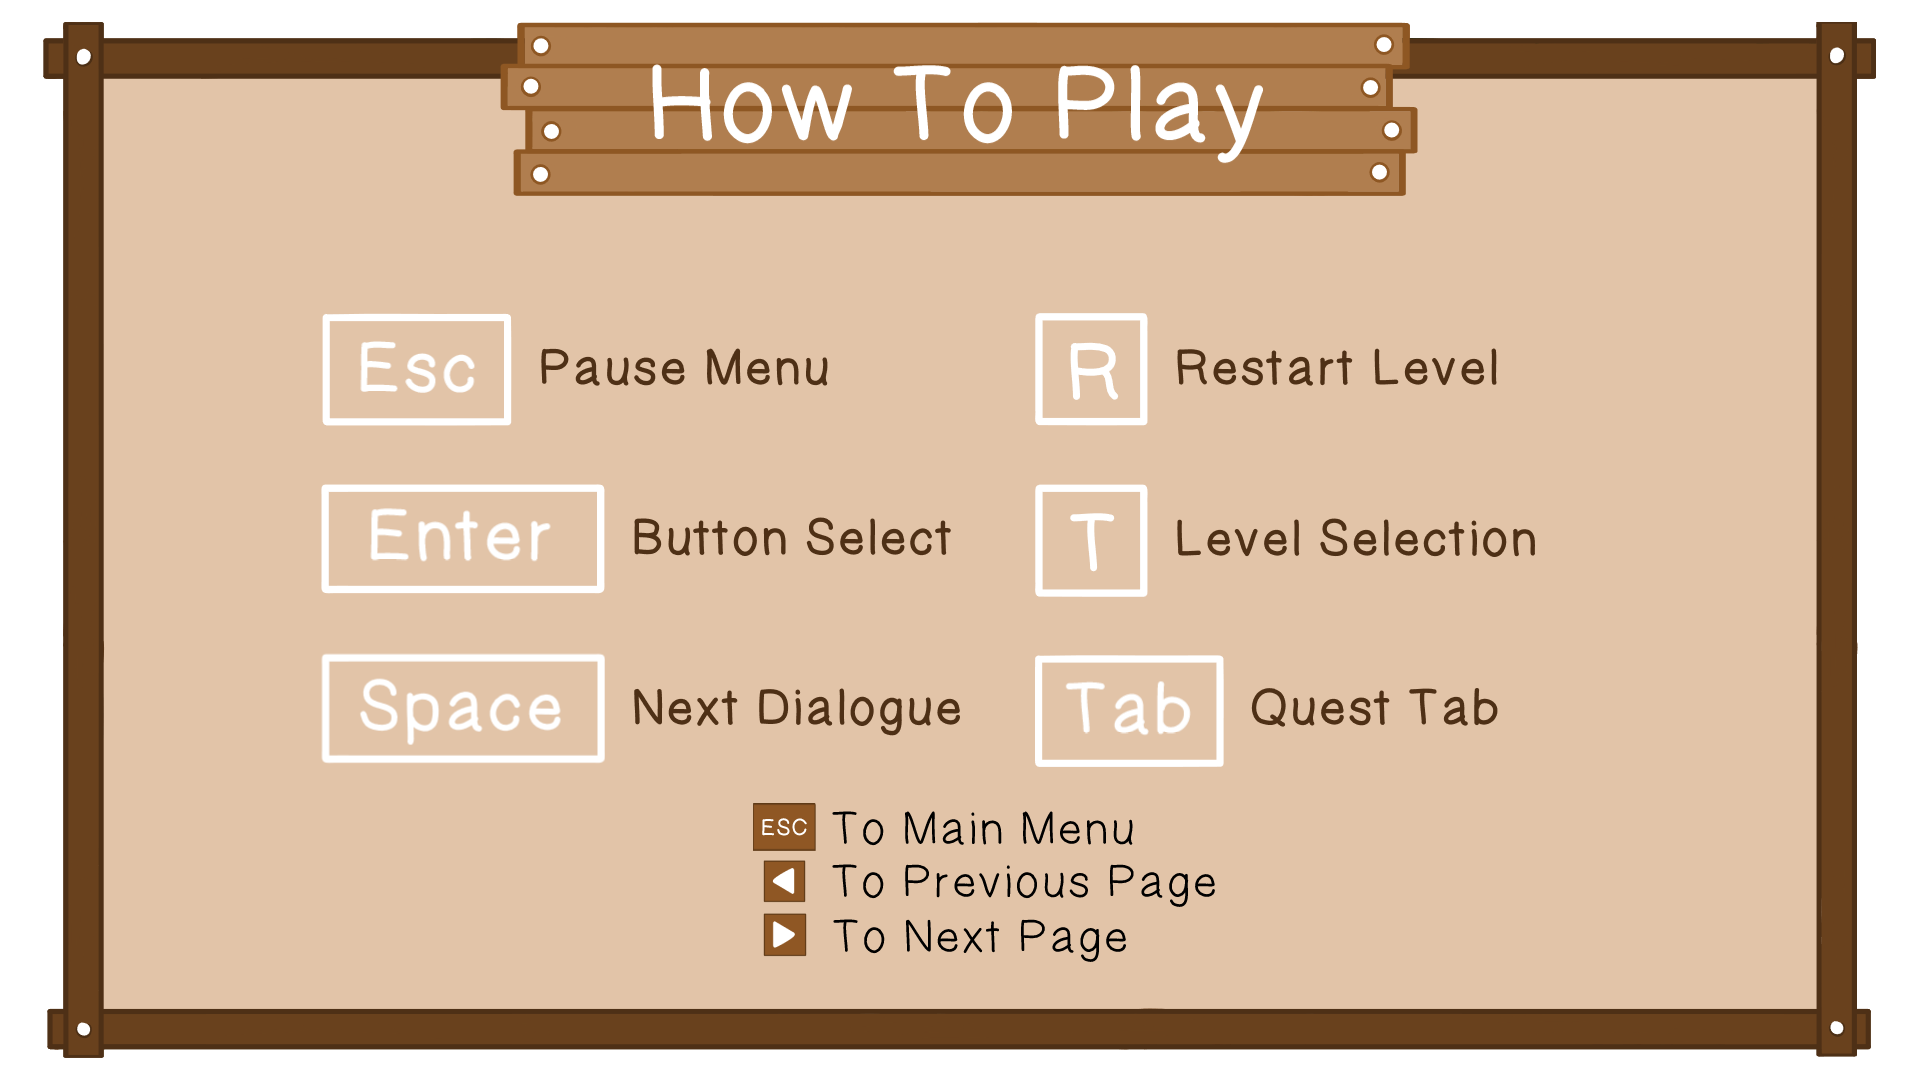 How To Play
Esc Pause Menu
R Restart Level
Enter Button Select
T Level Selection
Space Next Dialogue
Tab Quest Tab
ESC To Main Menu
To Previous Page
To Next Page